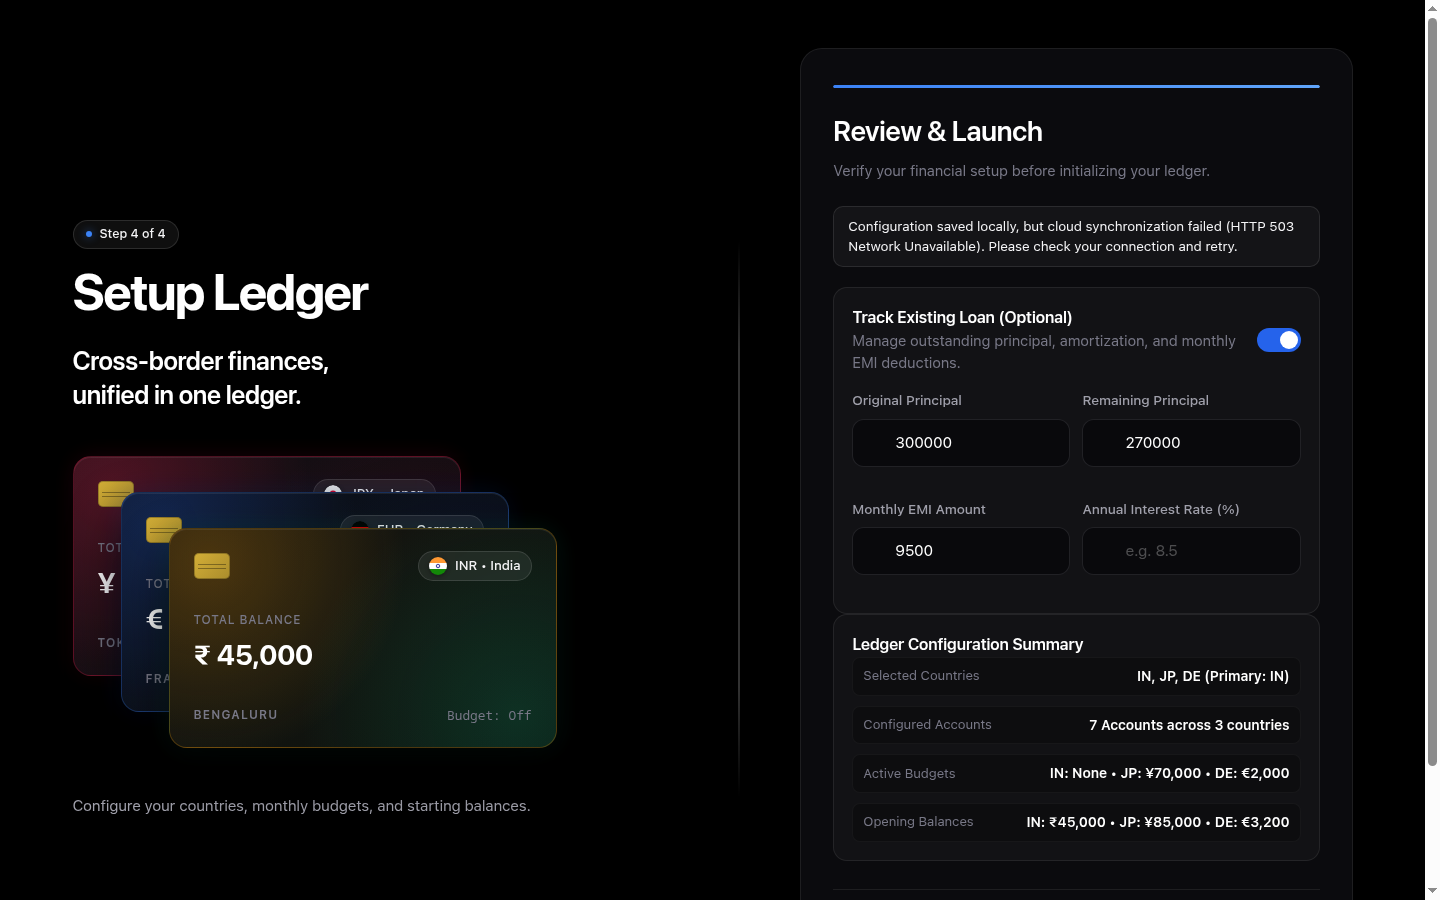 Step 4 of 4
Setup Ledger
Cross-border finances,
unified in one ledger.
TOT
¥
TOK
TOT
€
FRA
INR • India
TOTAL BALANCE
₹ 45,000
BENGALURU
Budget: Off
Configure your countries, monthly budgets, and starting balances.
Review & Launch
Verify your financial setup before initializing your ledger.
Configuration saved locally, but cloud synchronization failed (HTTP 503
Network Unavailable). Please check your connection and retry.
Track Existing Loan (Optional)
Manage outstanding principal, amortization, and monthly
EMI deductions.
Original Principal
Remaining Principal
300000
270000
Monthly EMI Amount
Annual Interest Rate (%)
9500
e.g. 8.5
Ledger Configuration Summary
Selected Countries
IN, JP, DE (Primary: IN)
Configured Accounts
7 Accounts across 3 countries
Active Budgets
IN: None • JP: ¥70,000 • DE: €2,000
Opening Balances
IN: ₹45,000 • JP: ¥85,000 • DE: €3,200